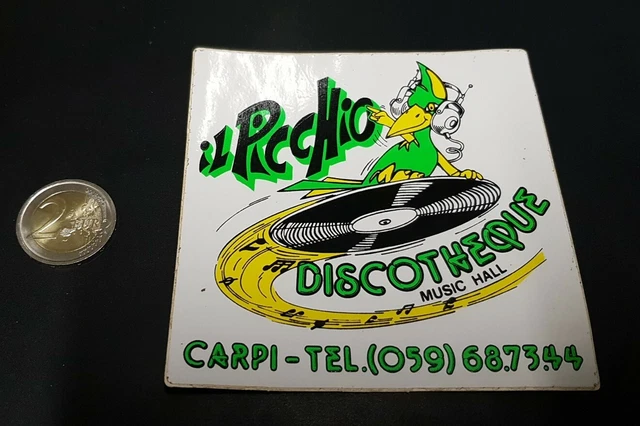 iL PiccHiO
DISCOTHEQUE
MUSIC HALL
CARPI - TEL. (059) 68.73.44
2